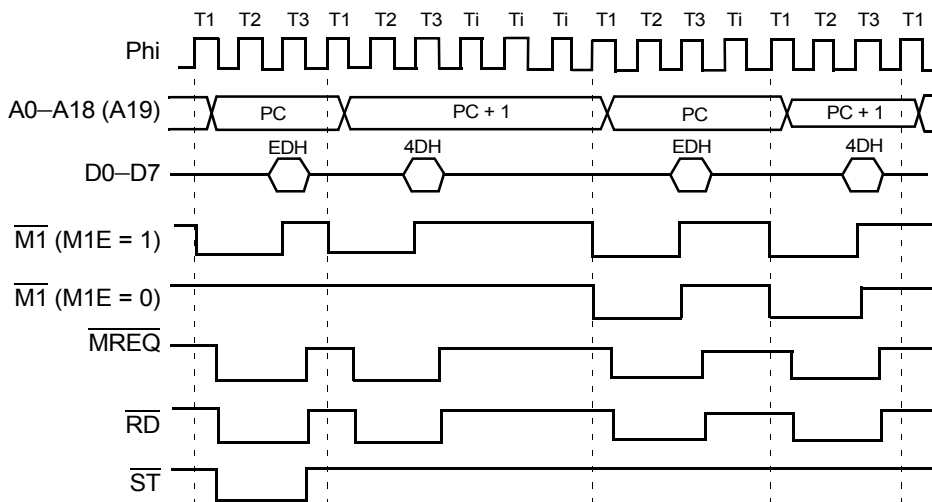 T1 T2 T3 T1 T2 T3 Ti Ti Ti T1 T2 T3 Ti T1 T2 T3 T1
Phi
A0–A18 (A19) PC PC + 1 PC PC + 1
EDH 4DH EDH 4DH
D0–D7
M1 (M1E = 1)
M1 (M1E = 0)
MREQ
RD
ST